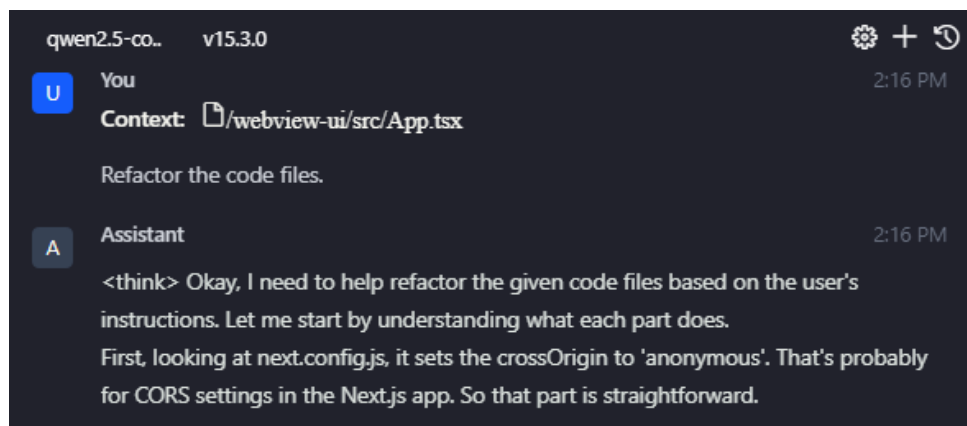 qwen2.5-co.. v15.3.0
U You 2:16 PM
Context: /webview-ui/src/App.tsx
Refactor the code files.
A Assistant 2:16 PM
<think> Okay, I need to help refactor the given code files based on the user's
instructions. Let me start by understanding what each part does.
First, looking at next.config.js, it sets the crossOrigin to 'anonymous'. That's probably
for CORS settings in the Next.js app. So that part is straightforward.